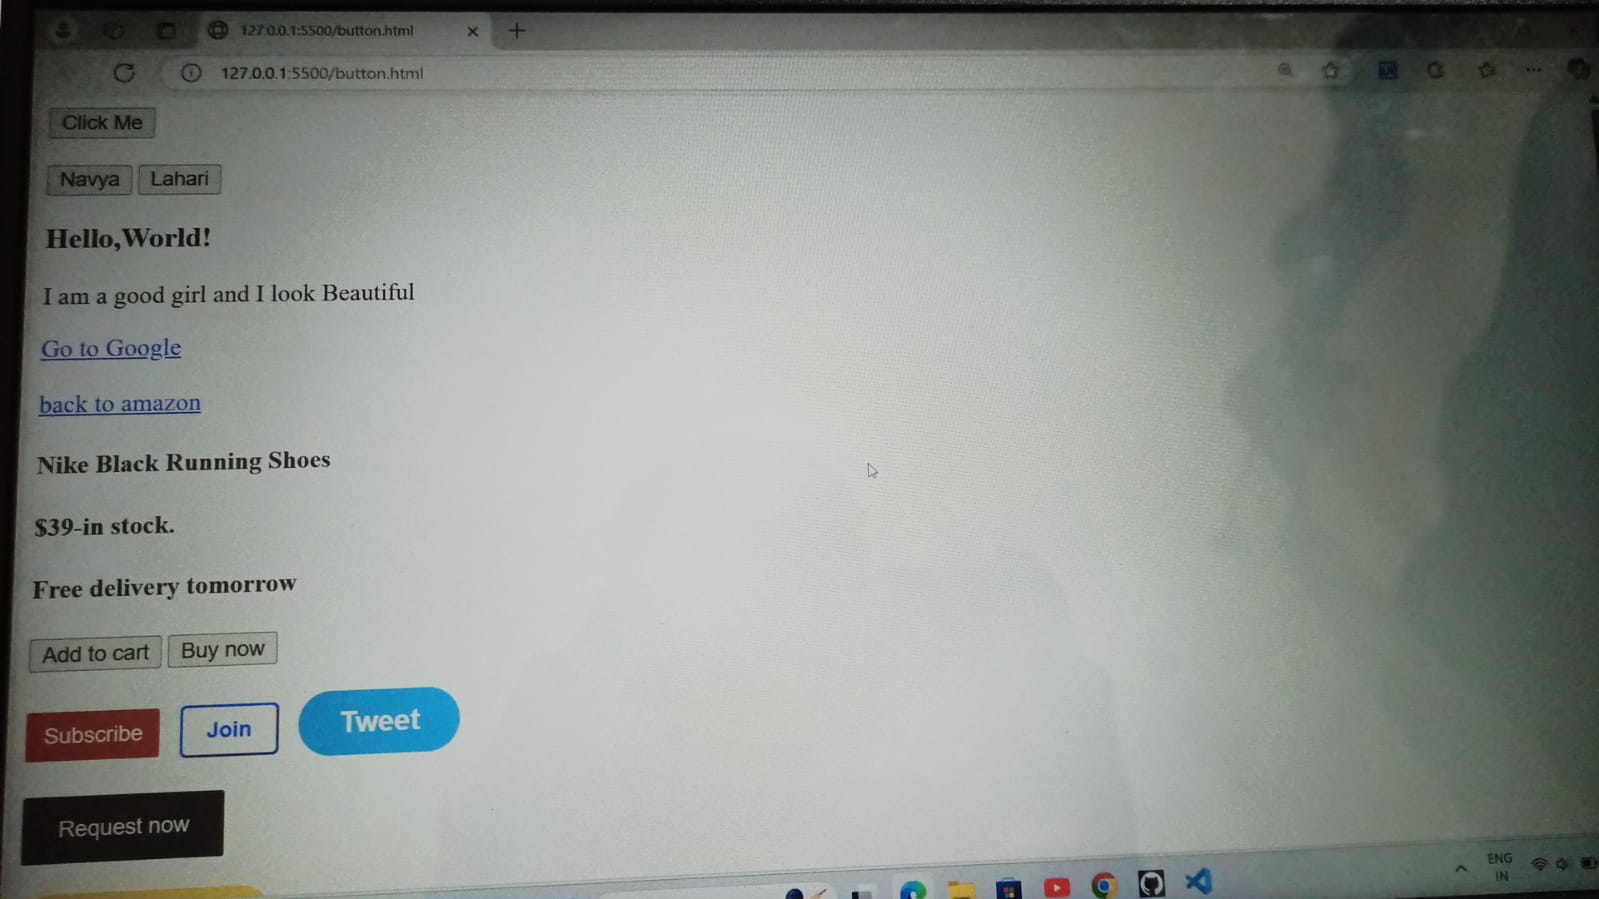 127.0.0.1:5500/button.html
127.0.0.1:5500/button.html
Click Me
Navya Lahari
Hello,World!
I am a good girl and I look Beautiful
Go to Google
back to amazon
Nike Black Running Shoes
$39-in stock.
Free delivery tomorrow
Add to cart Buy now
Subscribe Join Tweet
Request now
ENG
IN